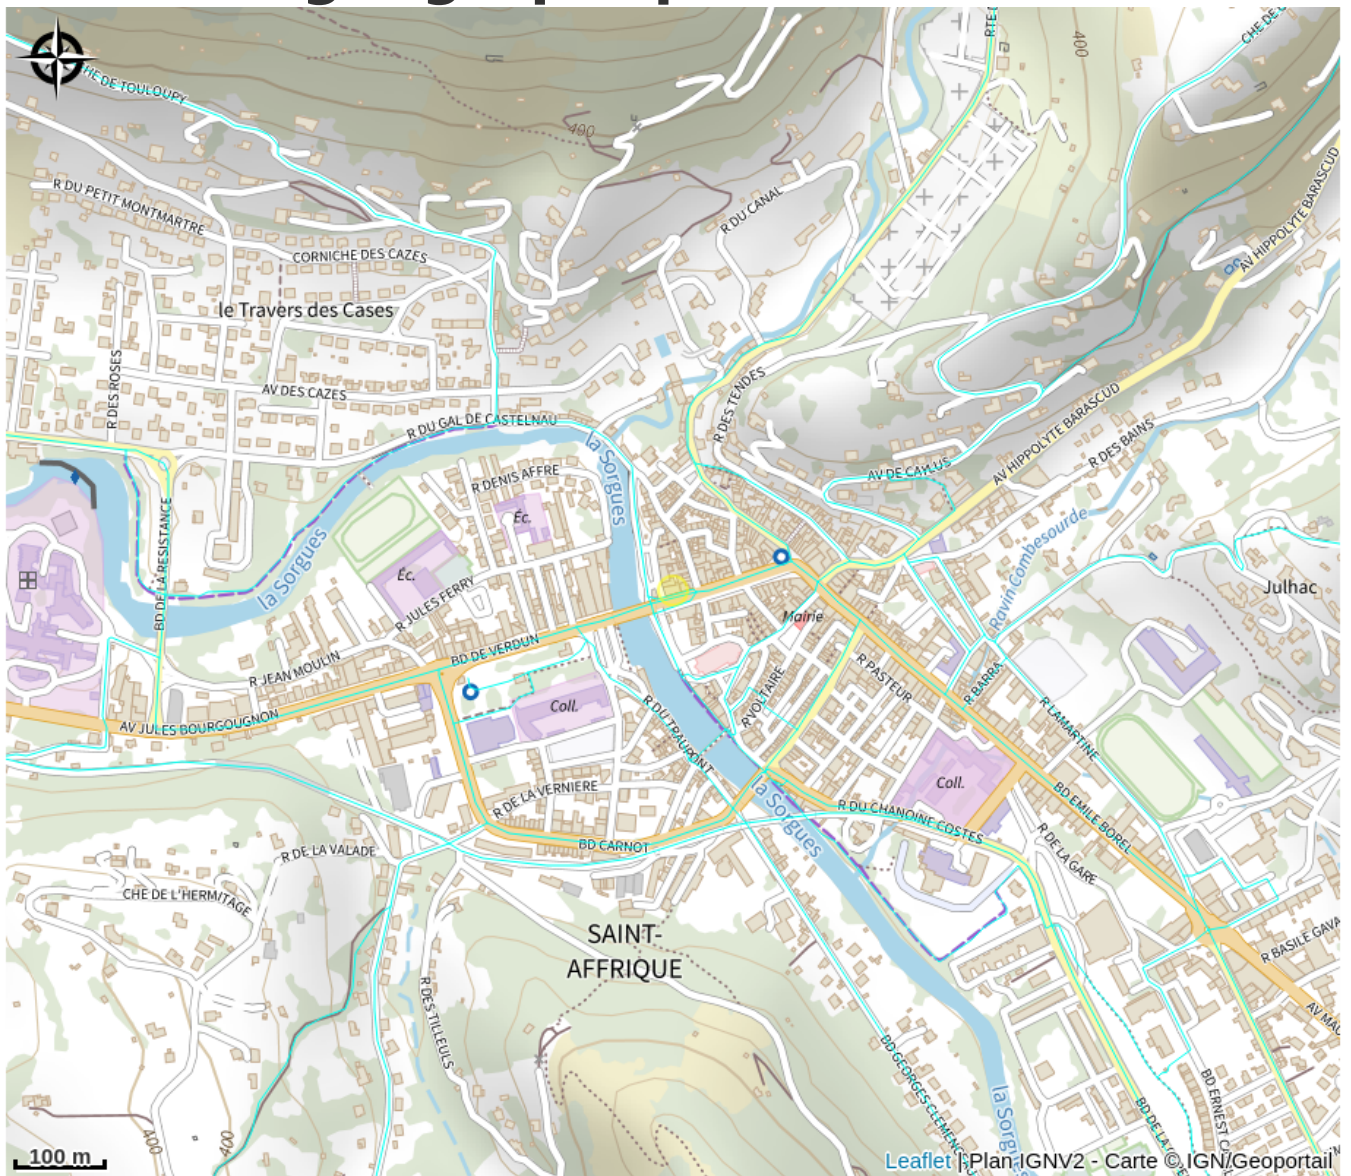 CHE DE TOULOUPY
400
400
R DU PETIT MONTMARTRE
CORNICHE DES CAZES
R DU CANAL
AV HIPPOLYTE BARASCUD
le Travers des Cases
R DES ROSES
AV DES CAZES
R DU GAL DE CASTELNAU
R DES TENDES
la Sorgues
AV HIPPOLYTE BARASCUD
R DES BAINS
AV DE CAYLUS
R DENIS AFFRE
Éc.
BD DE LA RESISTANCE
la Sorgues
Éc.
R JULES FERRY
Ravin Combesourde
Julhac
Mairie
BD DE VERDUN
R JEAN MOULIN
R PASTEUR
R BARRA
R VOLTAIRE
R LAMARTINE
Coll.
AV JULES BOURGOUGNON
R DU TRAUPONT
Coll.
R DE LA VERNIERE
la Sorgues
R DU CHANOINE COSTES
BD EMILE BOREL
BD CARNOT
R DE LA VALADE
R DE LA GARE
CHE DE L'HERMITAGE
SAINT-
AFFRIQUE
R BASILE GAVA
R DES TILLEULS
BD GEORGES CLEMENC
la Sorgues
BD ERNEST
400
400
100 m
Leaflet | Plan IGNV2 - Carte © IGN/Geoportail